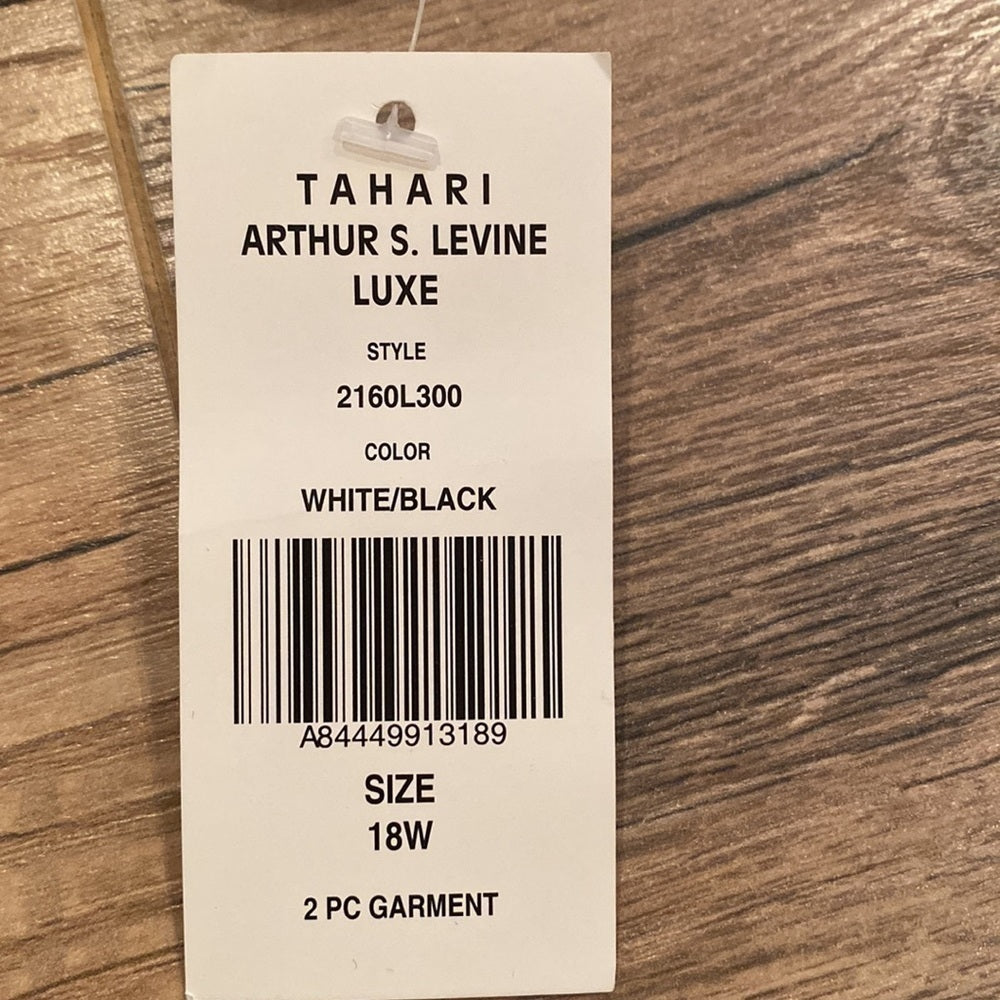 TAHARI
ARTHUR S. LEVINE
LUXE
STYLE
2160L300
COLOR
WHITE/BLACK
A84449913189
SIZE
18W
2 PC GARMENT